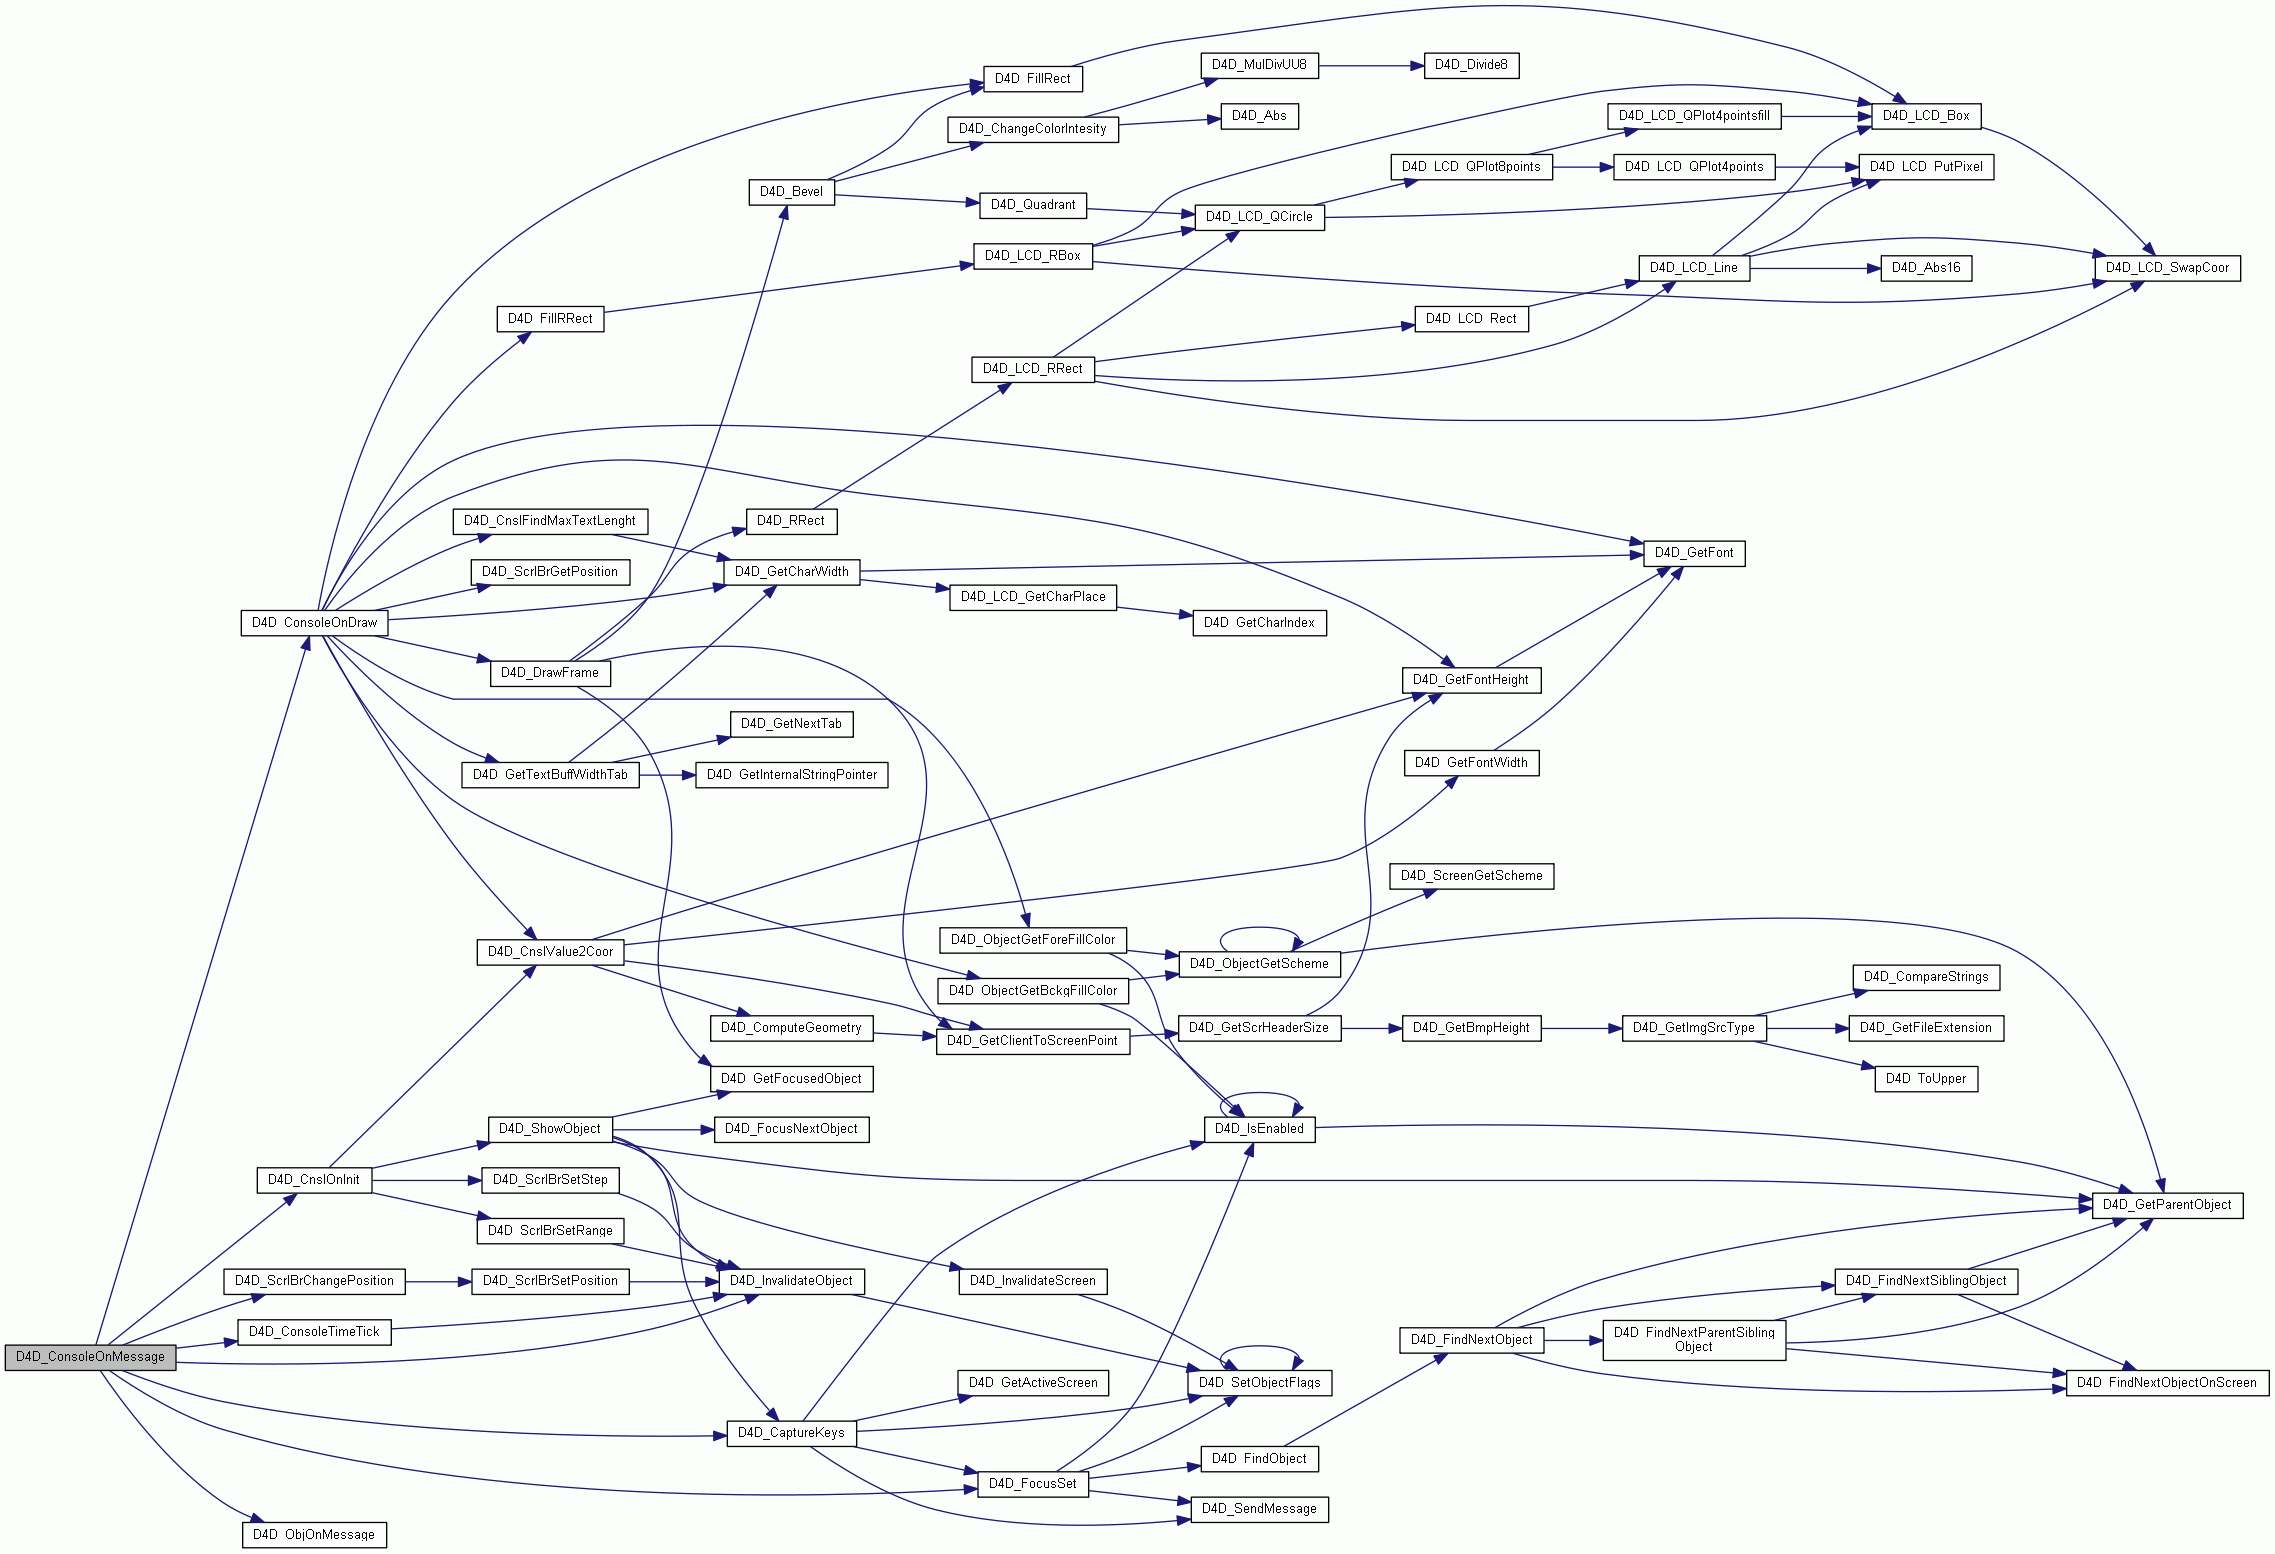 D4D_FillRect
D4D_MulDivUU8
D4D_Divide8
D4D_ChangeColorIntesity
D4D_Abs
D4D_LCD_QPlot4pointsfill
D4D_LCD_Box
D4D_LCD_QPlot8points
D4D_LCD_QPlot4points
D4D_LCD_PutPixel
D4D_Bevel
D4D_Quadrant
D4D_LCD_QCircle
D4D_LCD_RBox
D4D_LCD_Line
D4D_Abs16
D4D_LCD_SwapCoor
D4D_FillRRect
D4D_LCD_Rect
D4D_LCD_RRect
D4D_CnslFindMaxTextLenght
D4D_RRect
D4D_GetFont
D4D_ScrlBrGetPosition
D4D_GetCharWidth
D4D_LCD_GetCharPlace
D4D_GetCharIndex
D4D_ConsoleOnDraw
D4D_DrawFrame
D4D_GetFontHeight
D4D_GetNextTab
D4D_GetTextBuffWidthTab
D4D_GetInternalStringPointer
D4D_GetFontWidth
D4D_ScreenGetScheme
D4D_CnslValue2Coor
D4D_ObjectGetForeFillColor
D4D_ObjectGetScheme
D4D_ObjectGetBckgFillColor
D4D_CompareStrings
D4D_ComputeGeometry
D4D_GetClientToScreenPoint
D4D_GetScrHeaderSize
D4D_GetBmpHeight
D4D_GetImgSrcType
D4D_GetFileExtension
D4D_GetFocusedObject
D4D_ToUpper
D4D_ShowObject
D4D_FocusNextObject
D4D_IsEnabled
D4D_CnslOnInit
D4D_ScrlBrSetStep
D4D_GetParentObject
D4D_ScrlBrSetRange
D4D_ScrlBrChangePosition
D4D_ScrlBrSetPosition
D4D_InvalidateObject
D4D_InvalidateScreen
D4D_FindNextSiblingObject
D4D_ConsoleTimeTick
D4D_FindNextObject
D4D_FindNextParentSibling
Object
D4D_ConsoleOnMessage
D4D_GetActiveScreen
D4D_SetObjectFlags
D4D_FindNextObjectOnScreen
D4D_CaptureKeys
D4D_FindObject
D4D_FocusSet
D4D_SendMessage
D4D_ObjOnMessage